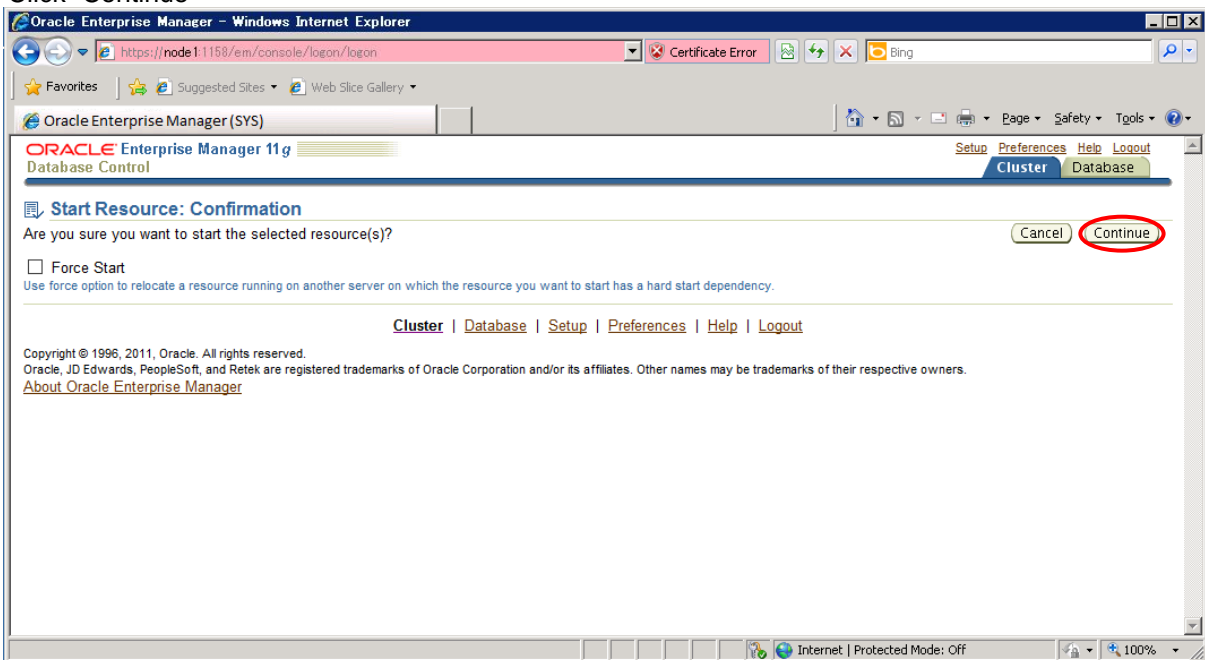 Click "Continue"
Oracle Enterprise Manager - Windows Internet Explorer
https://node1:1158/em/console/logon/logon
Certificate Error
Bing
Favorites
Suggested Sites
Web Slice Gallery
Oracle Enterprise Manager (SYS)
Page
Safety
Tools
ORACLE Enterprise Manager 11g
Database Control
Setup Preferences Help Logout
Cluster Database
Start Resource: Confirmation
Are you sure you want to start the selected resource(s)?
Cancel Continue
Force Start
Use force option to relocate a resource running on another server on which the resource you want to start has a hard start dependency.
Cluster | Database | Setup | Preferences | Help | Logout
Copyright © 1996, 2011, Oracle. All rights reserved.
Oracle, JD Edwards, PeopleSoft, and Retek are registered trademarks of Oracle Corporation and/or its affiliates. Other names may be trademarks of their respective owners.
About Oracle Enterprise Manager
Internet | Protected Mode: Off
100%